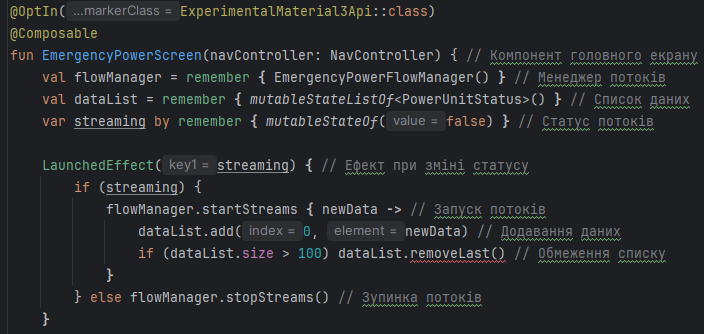 @OptIn(...markerClass = ExperimentalMaterial3Api::class)
@Composable
fun EmergencyPowerScreen(navController: NavController) { // Компонент головного екрану
    val flowManager = remember { EmergencyPowerFlowManager() } // Менеджер потоків
    val dataList = remember { mutableStateListOf<PowerUnitStatus>() } // Список даних
    var streaming by remember { mutableStateOf( value = false) } // Статус потоків
    LaunchedEffect( key1 = streaming) { // Ефект при зміні статусу
        if (streaming) {
            flowManager.startStreams { newData -> // Запуск потоків
                dataList.add( index = 0, element = newData) // Додавання даних
                if (dataList.size > 100) dataList.removeLast() // Обмеження списку
            }
        } else flowManager.stopStreams() // Зупинка потоків
    }